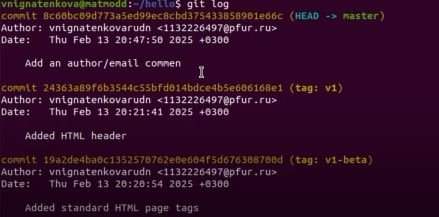 vnignatenkova@matmodd:~/hello$ git log
commit 8c60bc09d773a5ed99ec8cbd375433858901e66c (HEAD -> master)
Author: vnignatenkovarudn <1132226497@pfur.ru>
Date:   Thu Feb 13 20:47:50 2025 +0300
Add an author/email commen
commit 24363a89f6b3544c55bfd014bdce4b5e606168e1 (tag: v1)
Author: vnignatenkovarudn <1132226497@pfur.ru>
Date:   Thu Feb 13 20:21:41 2025 +0300
Added HTML header
commit 19a2de4ba0c1352570762e0e604f5d676308700d (tag: v1-beta)
Author: vnignatenkovarudn <1132226497@pfur.ru>
Date:   Thu Feb 13 20:20:54 2025 +0300
Added standard HTML page tags